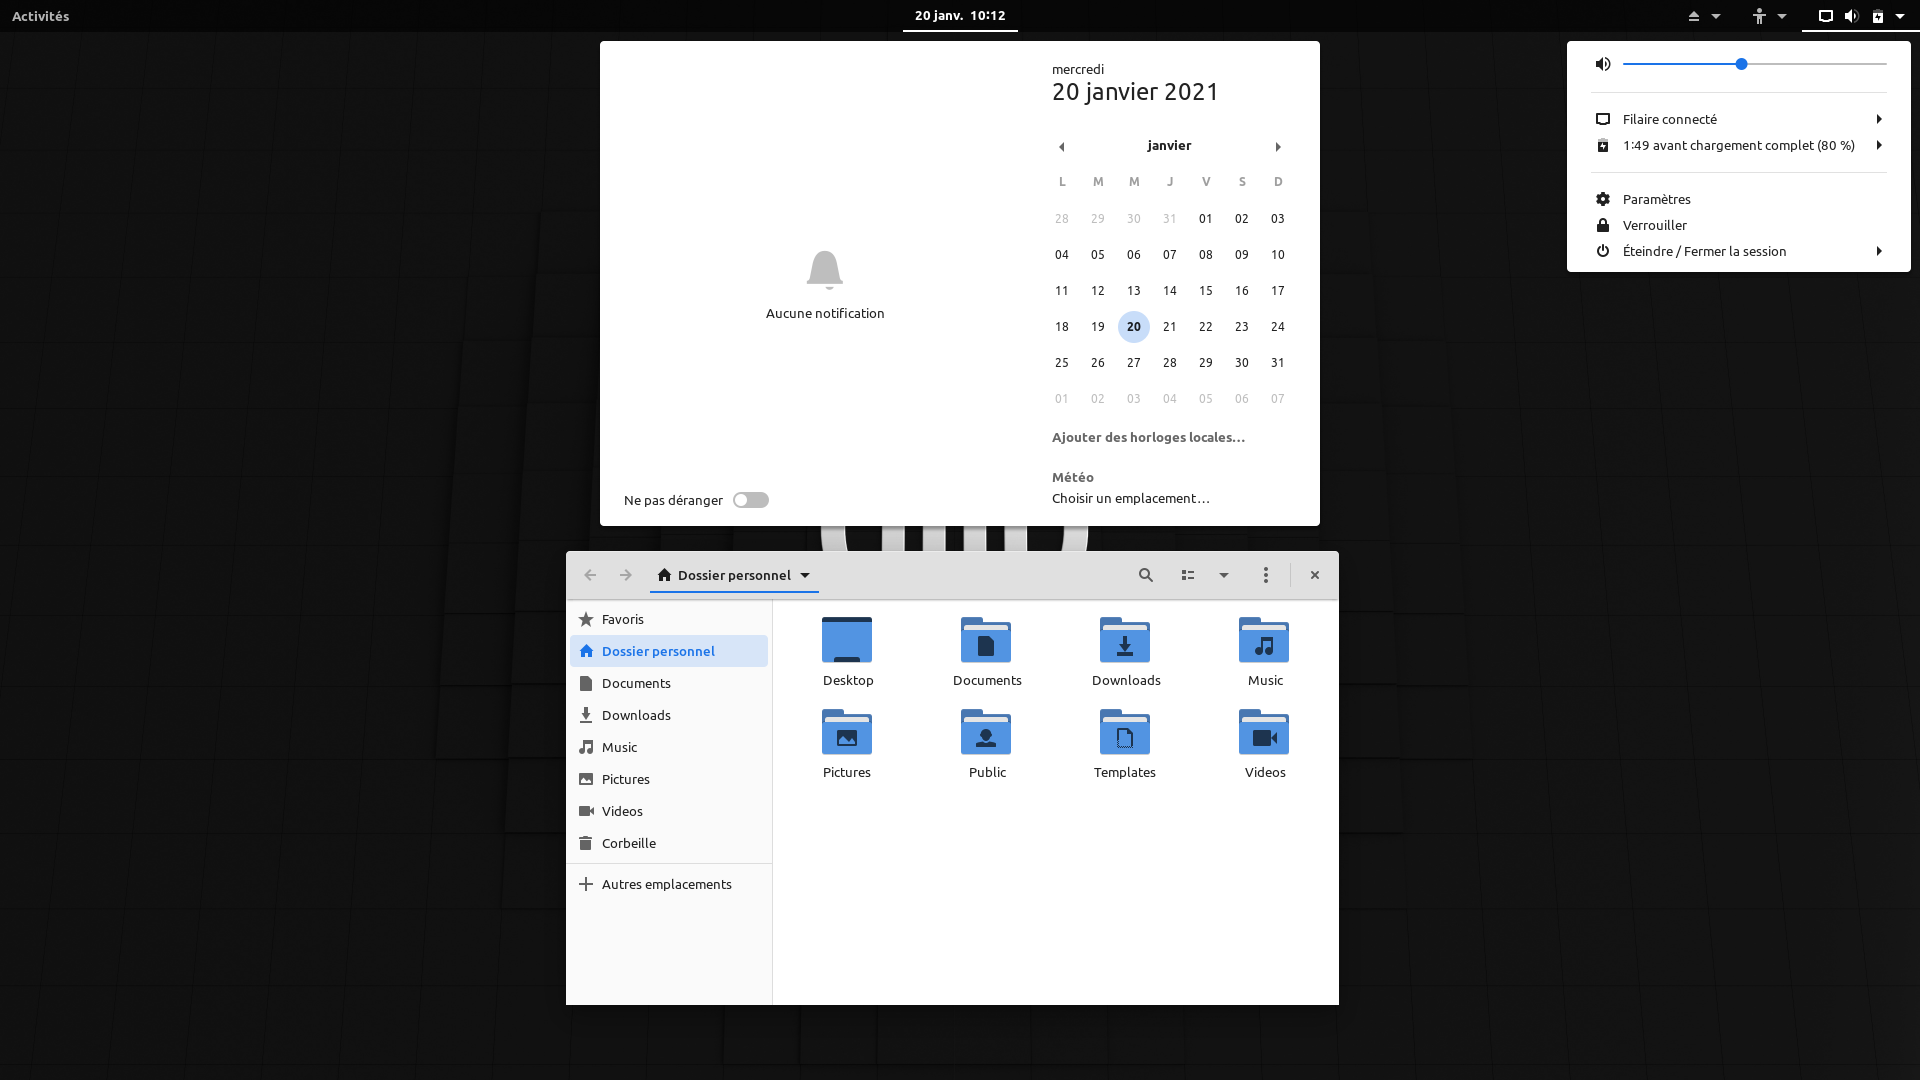 Activités
20 janv.  10:12
mercredi
20 janvier 2021
janvier
L M M J V S D
28 29 30 31 01 02 03
04 05 06 07 08 09 10
11 12 13 14 15 16 17
18 19 20 21 22 23 24
25 26 27 28 29 30 31
01 02 03 04 05 06 07
Aucune notification
Ajouter des horloges locales…
Météo
Choisir un emplacement…
Ne pas déranger
Filaire connecté
1:49 avant chargement complet (80 %)
Paramètres
Verrouiller
Éteindre / Fermer la session
Dossier personnel
Favoris
Dossier personnel
Documents
Downloads
Music
Pictures
Videos
Corbeille
Autres emplacements
Desktop
Documents
Downloads
Music
Pictures
Public
Templates
Videos